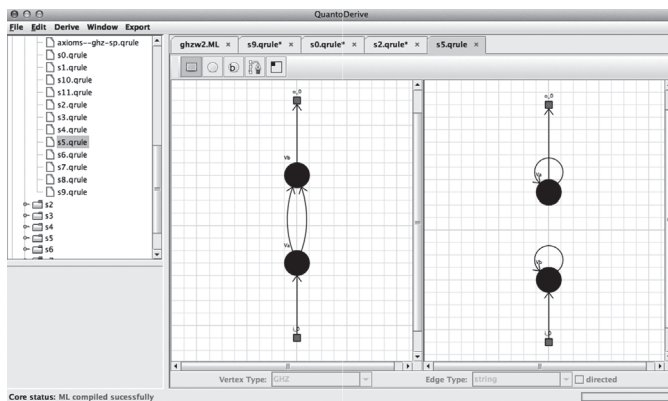 QuantoDerive
File Edit Derive Window Export
axioms--ghz-sp.qrule
s0.qrule
s1.qrule
s10.qrule
s11.qrule
s2.qrule
s3.qrule
s4.qrule
s5.qrule
s6.qrule
s7.qrule
s8.qrule
s9.qrule
s2
s3
s4
s5
s6
ghzw2.ML × s9.qrule* × s0.qrule* × s2.qrule* × s5.qrule ×
b
o_0
Vb
Va
i_0
o_0
Va
Vb
i_0
Vertex Type: GHZ Edge Type: string directed
Core status: ML compiled sucessfully